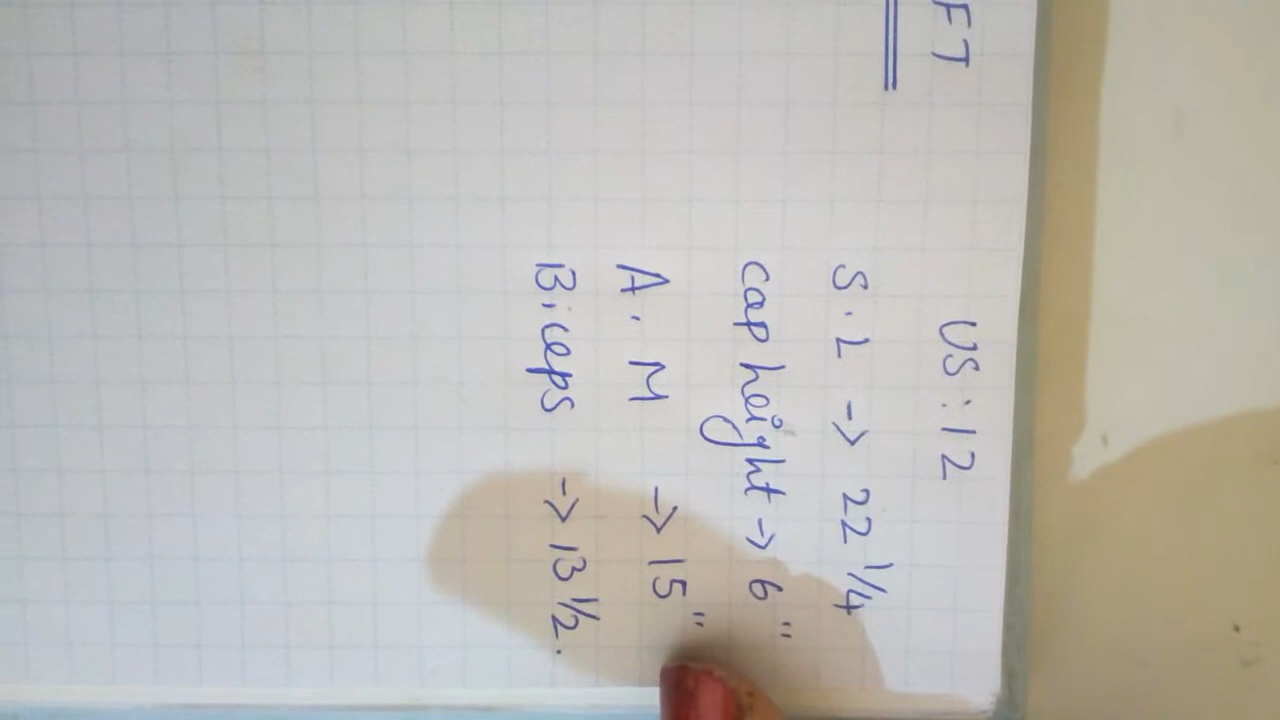 FT
US : 12
S. L -> 22 1/4
cap height -> 6"
A. M -> 15"
Biceps -> 13 1/2.